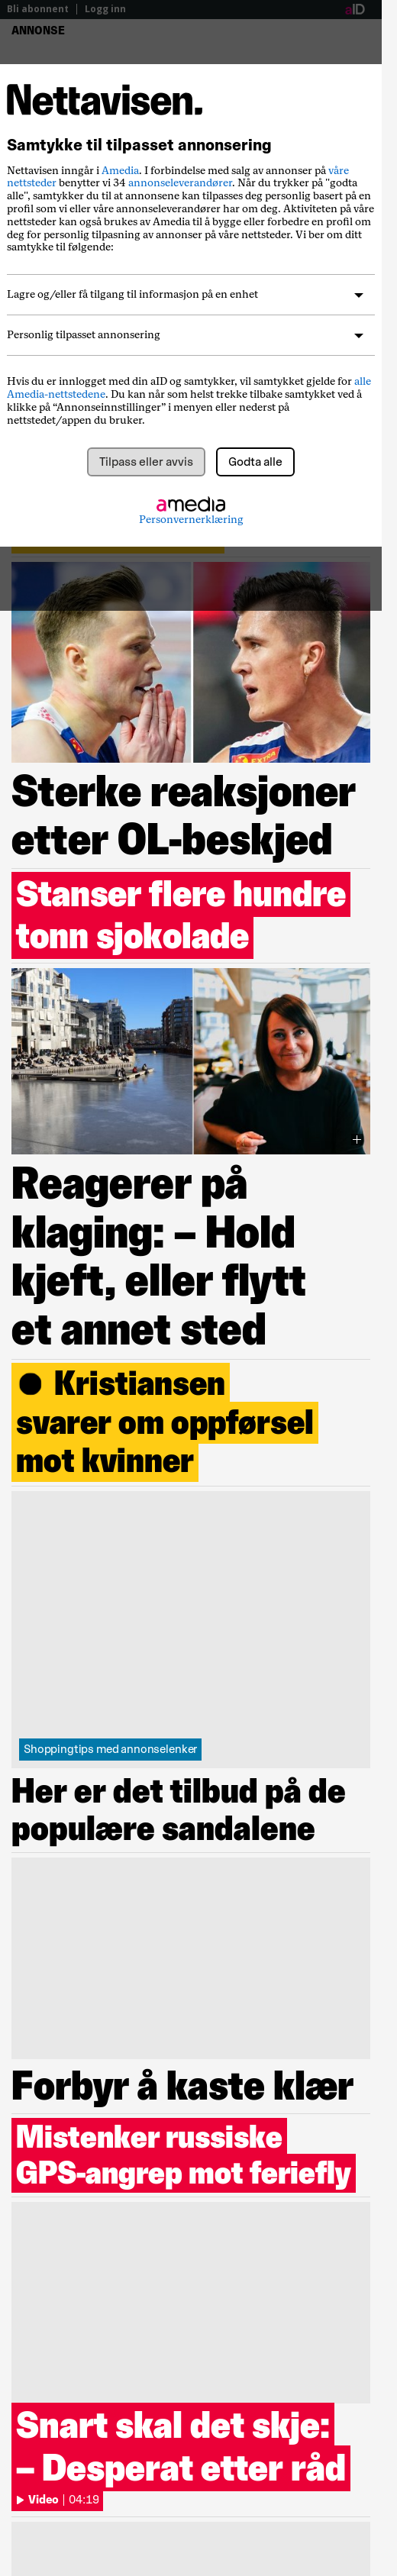 Bli abonnent | Logg inn
aID
ANNONSE
Nettavisen.
Samtykke til tilpasset annonsering
Nettavisen inngår i Amedia. I forbindelse med salg av annonser på våre
nettsteder benytter vi 34 annonseleverandører. Når du trykker på "godta
alle", samtykker du til at annonsene kan tilpasses deg personlig basert på en
profil som vi eller våre annonseleverandører har om deg. Aktiviteten på våre
nettsteder kan også brukes av Amedia til å bygge eller forbedre en profil om
deg for personlig tilpasning av annonser på våre nettsteder. Vi ber om ditt
samtykke til følgende:
Lagre og/eller få tilgang til informasjon på en enhet
Personlig tilpasset annonsering
Hvis du er innlogget med din aID og samtykker, vil samtykket gjelde for alle
Amedia-nettstedene. Du kan når som helst trekke tilbake samtykket ved å
klikke på “Annonseinnstillinger” i menyen eller nederst på
nettstedet/appen du bruker.
Tilpass eller avvis
Godta alle
amedia
Personvernerklæring
Sterke reaksjoner
etter OL-beskjed
Stanser flere hundre
tonn sjokolade
Reagerer på
klaging: – Hold
kjeft, eller flytt
et annet sted
● Kristiansen
svarer om oppførsel
mot kvinner
Shoppingtips med annonselenker
Her er det tilbud på de
populære sandalene
Forbyr å kaste klær
Mistenker russiske
GPS-angrep mot feriefly
Snart skal det skje:
– Desperat etter råd
Video | 04:19